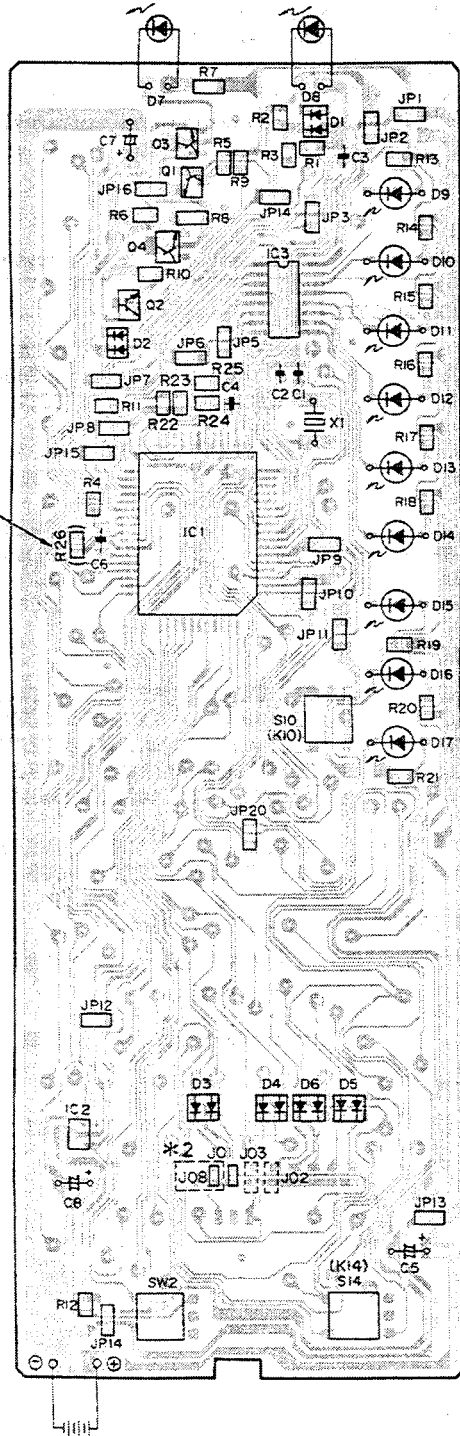 R7
D7
D8
JP1
R2
D1
C7
Q3
JP2
R5
R3
R1
C3
R13
Q1
R9
D9
JP16
JP14
JP3
R6
R8
R14
Q4
IC3
D10
R10
R15
Q2
D11
D2
JP6
JP5
R16
R25
JP7
R23
C4
C2
C1
D12
R11
R22
R24
X1
JP8
R17
JP15
D13
R4
R18
IC1
R26
C6
D14
JP9
JP10
D15
JP11
R19
D16
S10
(K10)
R20
D17
R21
JP20
JP12
D3
D4
D6
D5
IC2
*2
JO8
JO1
JO3
JO2
C8
+
JP13
+
C5
(K14)
R12
SW2
S14
JP14
⊖
⊕